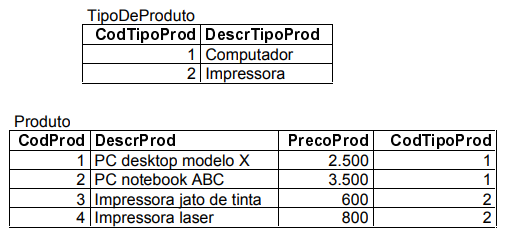 TipoDeProduto
CodTipoProd DescrTipoProd
1 Computador
2 Impressora
Produto
CodProd DescrProd PrecoProd CodTipoProd
1 PC desktop modelo X 2.500 1
2 PC notebook ABC 3.500 1
3 Impressora jato de tinta 600 2
4 Impressora laser 800 2